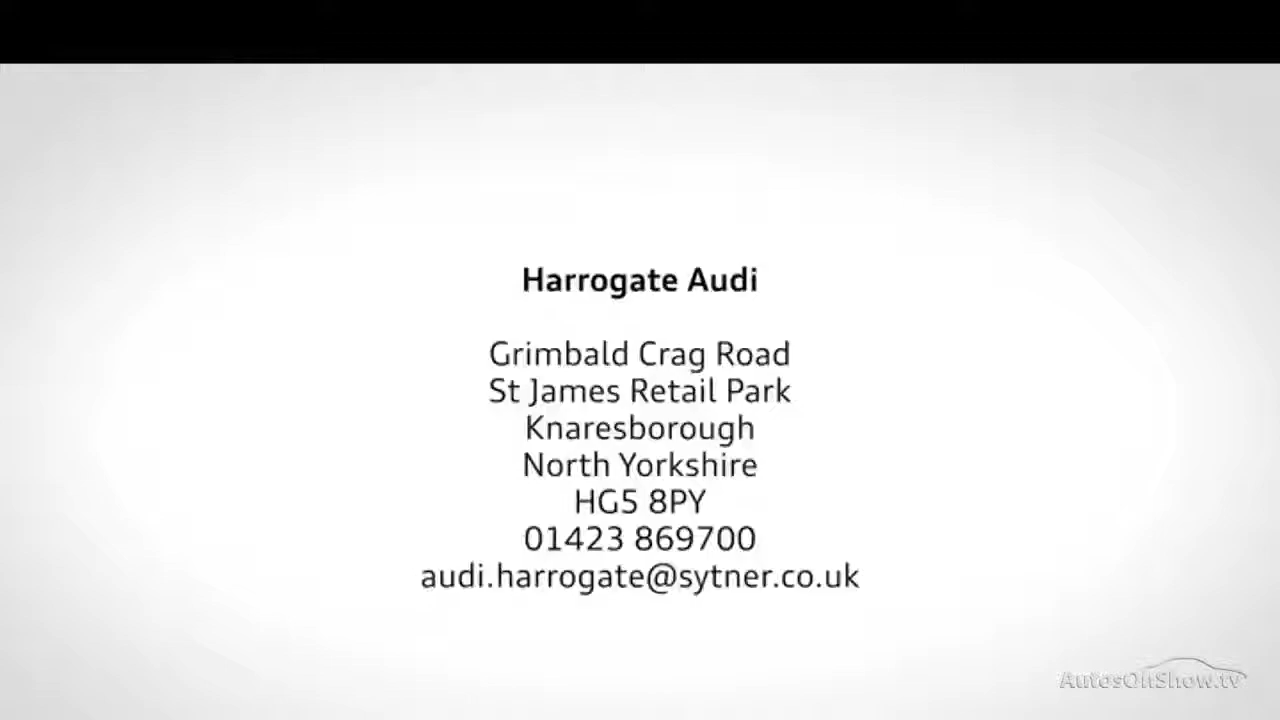 Harrogate Audi
Grimbald Crag Road
St James Retail Park
Knaresborough
North Yorkshire
HG5 8PY
01423 869700
audi.harrogate@sytner.co.uk
AutosOnShow.tv